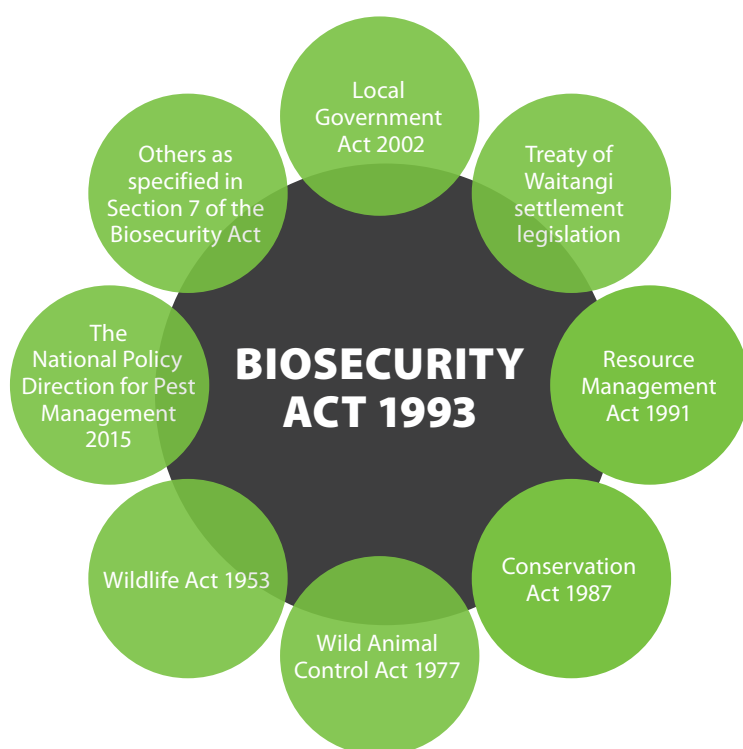 Local
Government
Act 2002
Treaty of
Waitangi
settlement
legislation
Resource
Management
Act 1991
Conservation
Act 1987
Wild Animal
Control Act 1977
Wildlife Act 1953
The
National Policy
Direction for Pest
Management
2015
Others as
specified in
Section 7 of the
Biosecurity Act
BIOSECURITY
ACT 1993